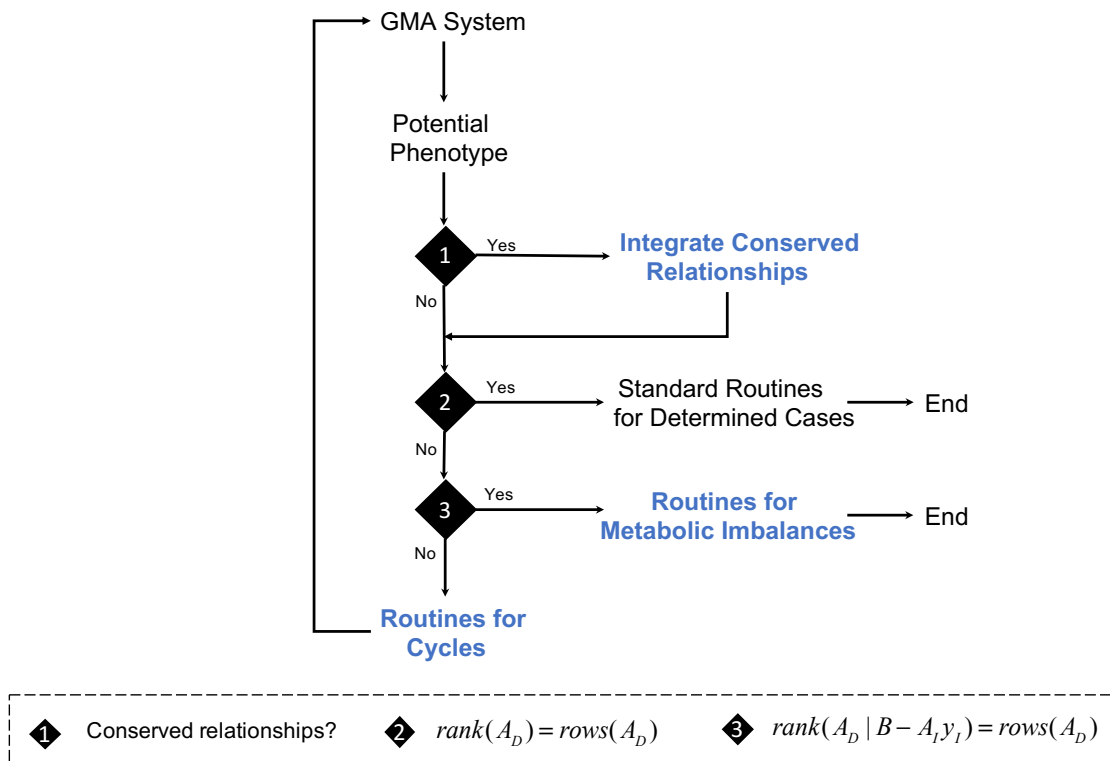 GMA System
Potential
Phenotype
1
Yes
Integrate Conserved
Relationships
No
2
Yes
Standard Routines
for Determined Cases
End
No
3
Yes
Routines for
Metabolic Imbalances
End
No
Routines for
Cycles
1 Conserved relationships?
2 rank(A_D) = rows(A_D)
3 rank(A_D | B − A_I y_I) = rows(A_D)